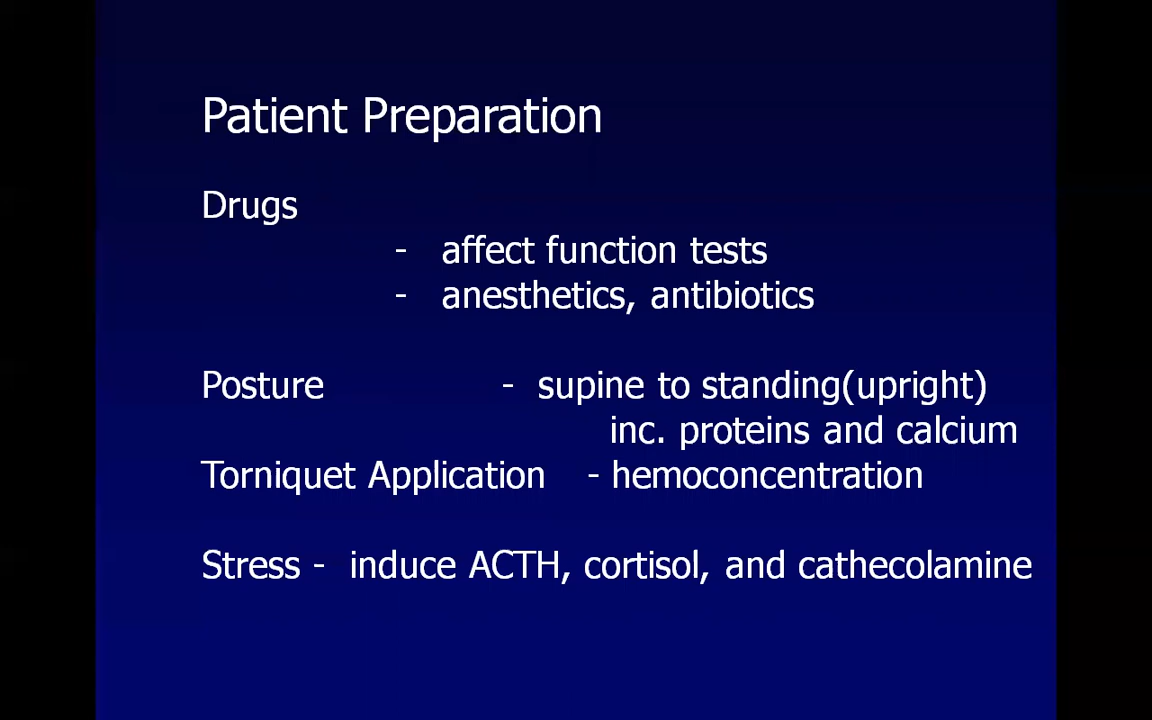 Patient Preparation
Drugs
- affect function tests
- anesthetics, antibiotics
Posture - supine to standing(upright)
inc. proteins and calcium
Torniquet Application - hemoconcentration
Stress - induce ACTH, cortisol, and cathecolamine